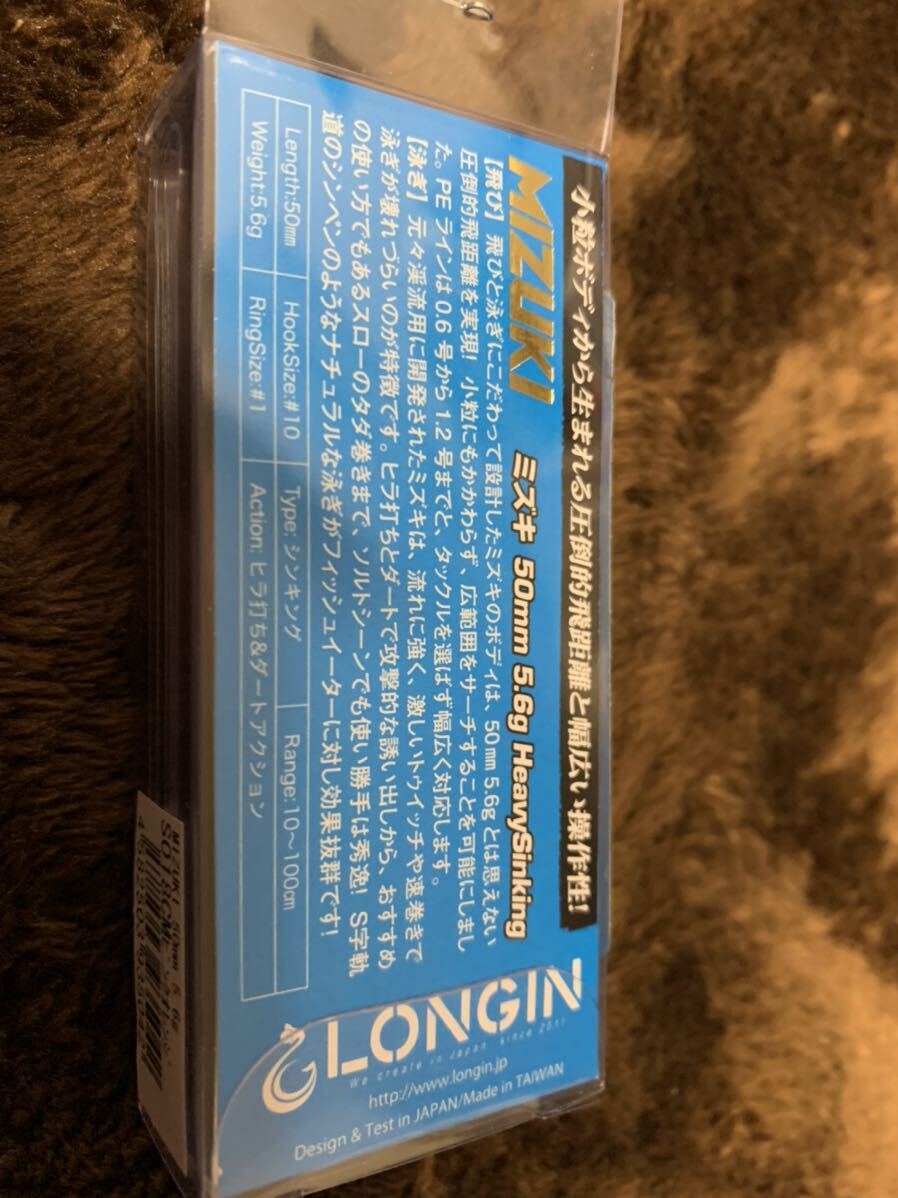 小粒ボディから生まれる圧倒的飛距離と幅広い操作性!
MIZUKI ミズキ 50mm 5.6g HeavySinking
【飛び】飛びと泳ぎにこだわって設計したミズキのボディは、50mm 5.6gとは思えない
圧倒的飛距離を実現! 小粒にもかかわらず、広範囲をサーチすることを可能にしまし
た。PEラインは0.6号から1.2号までと、タックルを選ばず幅広く対応します。
【泳ぎ】元々渓流用に開発されたミズキは、流れに強く、激しいトゥイッチや速巻きで
泳ぎが壊れづらいのが特徴です。ヒラ打ちとダートで攻撃的な誘い出しから、おすすめ
の使い方でもあるスローのタダ巻きまで、ソルトシーンでも使い勝手は秀逸! S字軌
道のシンペンのようなナチュラルな泳ぎがフィッシュイーターに対し効果抜群です!
Length:50mm HookSize:#10 Type:シンキング Range:10〜100cm
Weight:5.6g RingSize:#1 Action:ヒラ打ち&ダートアクション
LONGIN
We create in Japan since 2011
http://www.longin.jp
Design & Test in JAPAN/Made in TAIWAN
MIZUKI 50mm 5.6g